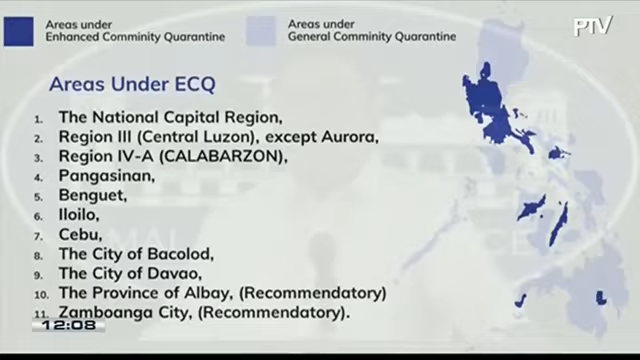 Areas under
Enhanced Comminity Quarantine
Areas under
General Comminity Quarantine
PTV
Areas Under ECQ
1. The National Capital Region,
2. Region III (Central Luzon), except Aurora,
3. Region IV-A (CALABARZON),
4. Pangasinan,
5. Benguet,
6. Iloilo,
7. Cebu,
8. The City of Bacolod,
9. The City of Davao,
10. The Province of Albay, (Recommendatory)
11. Zamboanga City, (Recommendatory).
12:08